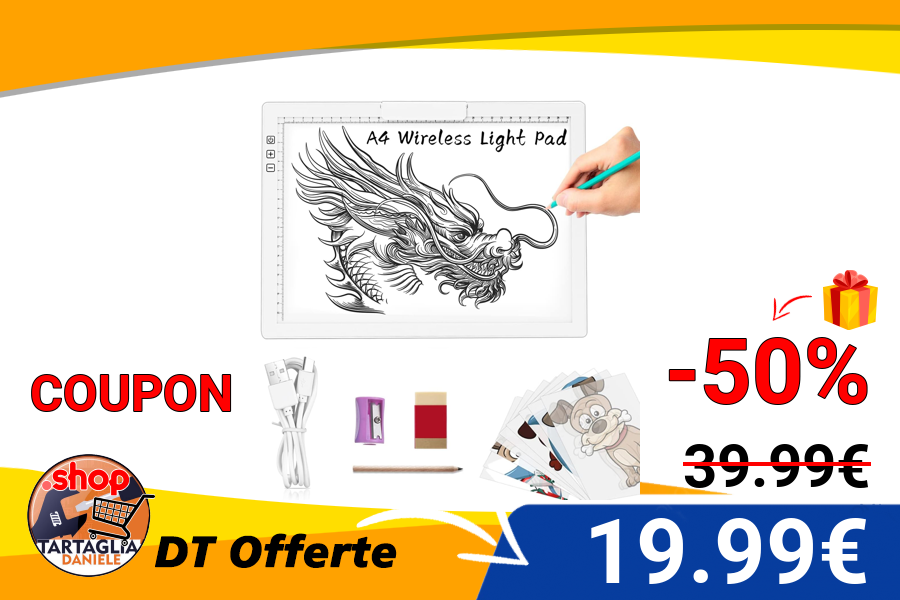 A4 Wireless Light Pad
-50%
COUPON
39.99€
.shop
TARTAGLIA
DANIELE
DT Offerte
19.99€